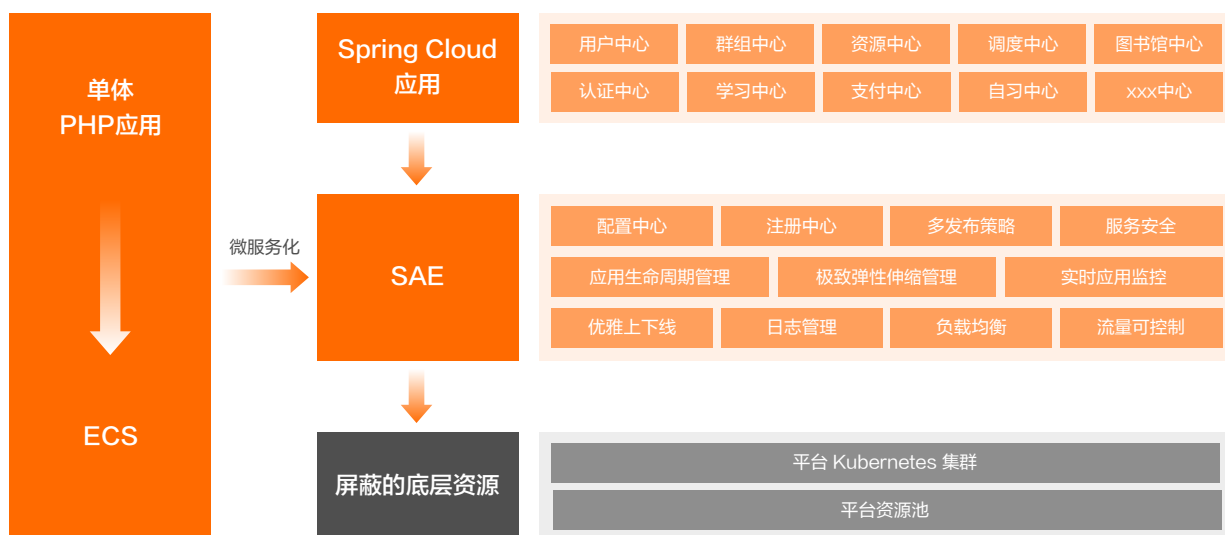 单体
PHP应用
ECS
微服务化
Spring Cloud
应用
用户中心
群组中心
资源中心
调度中心
图书馆中心
认证中心
学习中心
支付中心
自习中心
xxx中心
SAE
配置中心
注册中心
多发布策略
服务安全
应用生命周期管理
极致弹性伸缩管理
实时应用监控
优雅上下线
日志管理
负载均衡
流量可控制
屏蔽的底层资源
平台 Kubernetes 集群
平台资源池